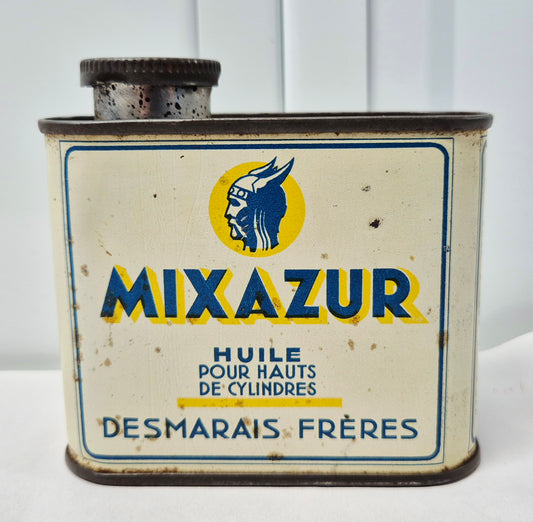 MIXAZUR
HUILE
POUR HAUTS
DE CYLINDRES
DESMARAIS FRÈRES